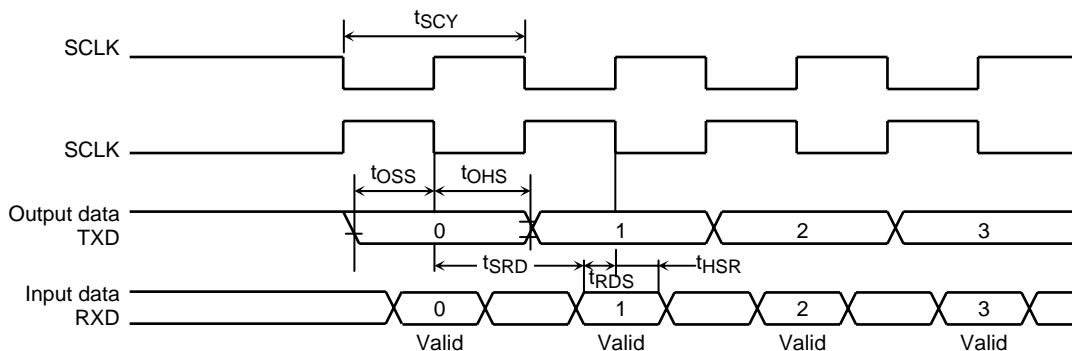 tSCY
SCLK
SCLK
tOSS tOHS
Output data
TXD
0 1 2 3
tSRD tRDS tHSR
Input data
RXD
0 1 2 3
Valid Valid Valid Valid